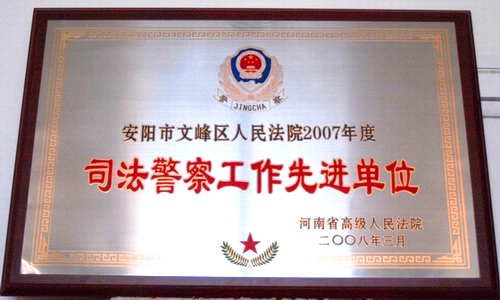 警察
JINGCHA
安阳市文峰区人民法院2007年度
司法警察工作先进单位
河南省高级人民法院
二〇〇八年三月